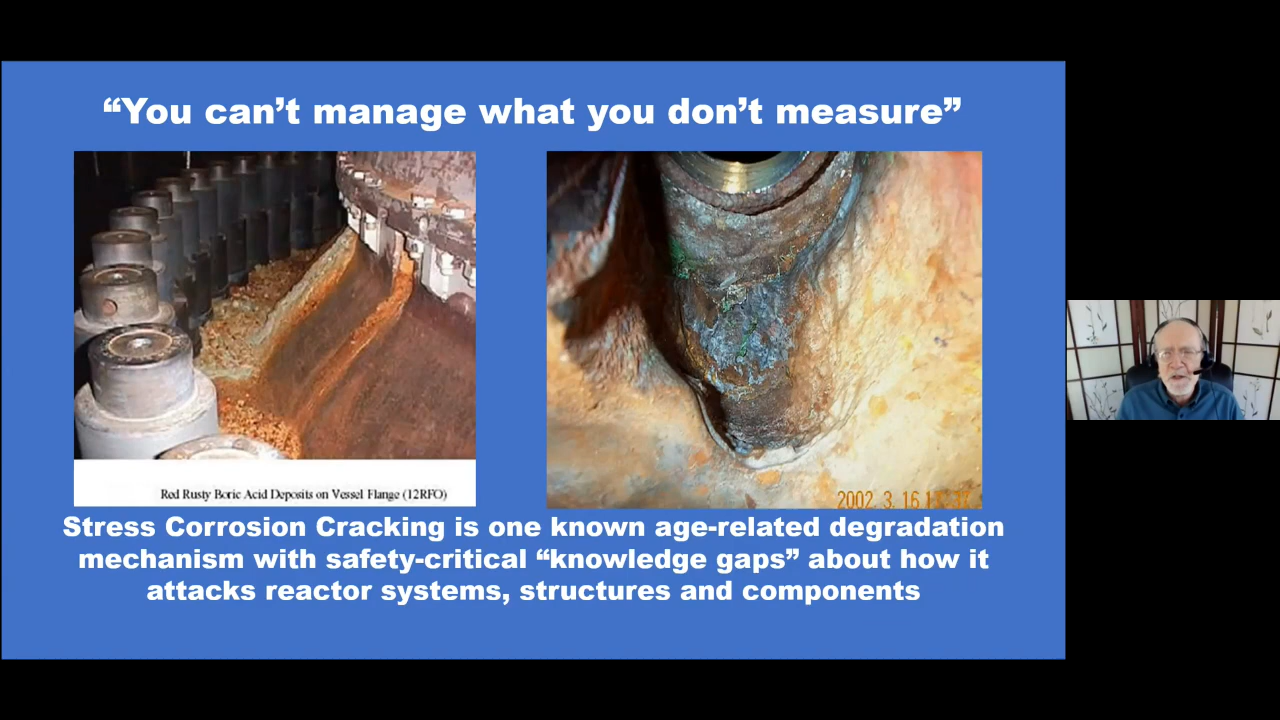 “You can’t manage what you don’t measure”
Red Rusty Boric Acid Deposits on Vessel Flange (12RFO)
2002. 3. 16
Stress Corrosion Cracking is one known age-related degradation
mechanism with safety-critical “knowledge gaps” about how it
attacks reactor systems, structures and components